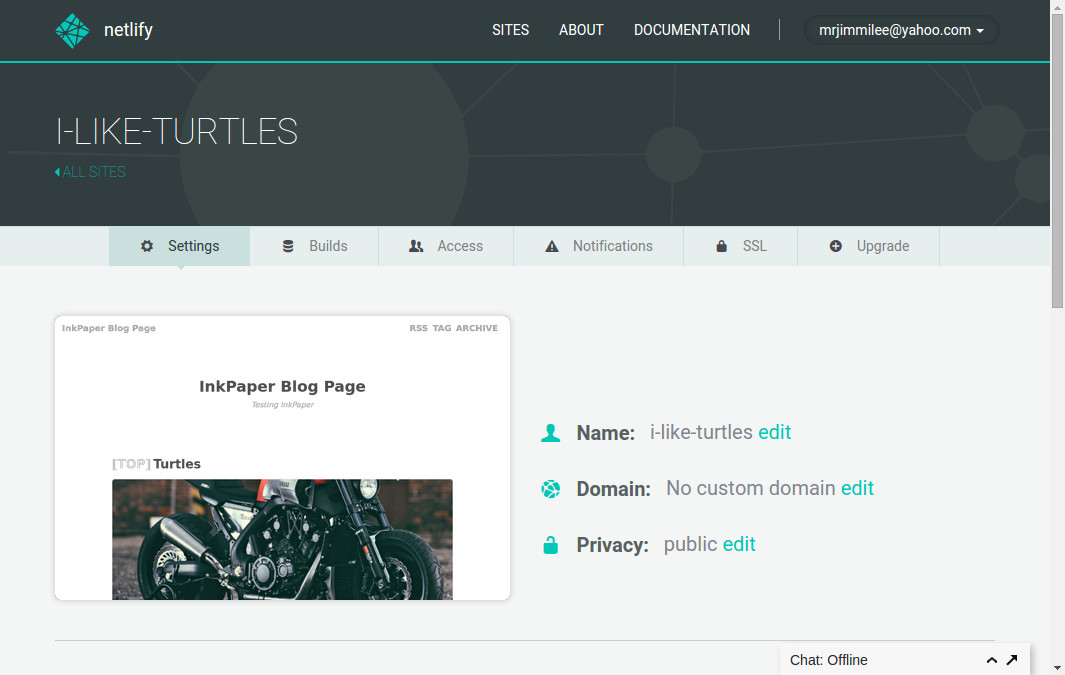 netlify
SITES ABOUT DOCUMENTATION mrjimmilee@yahoo.com
I-LIKE-TURTLES
ALL SITES
Settings Builds Access Notifications SSL Upgrade
InkPaper Blog Page RSS TAG ARCHIVE
InkPaper Blog Page
Testing InkPaper
[TOP] Turtles
Name: i-like-turtles edit
Domain: No custom domain edit
Privacy: public edit
Chat: Offline